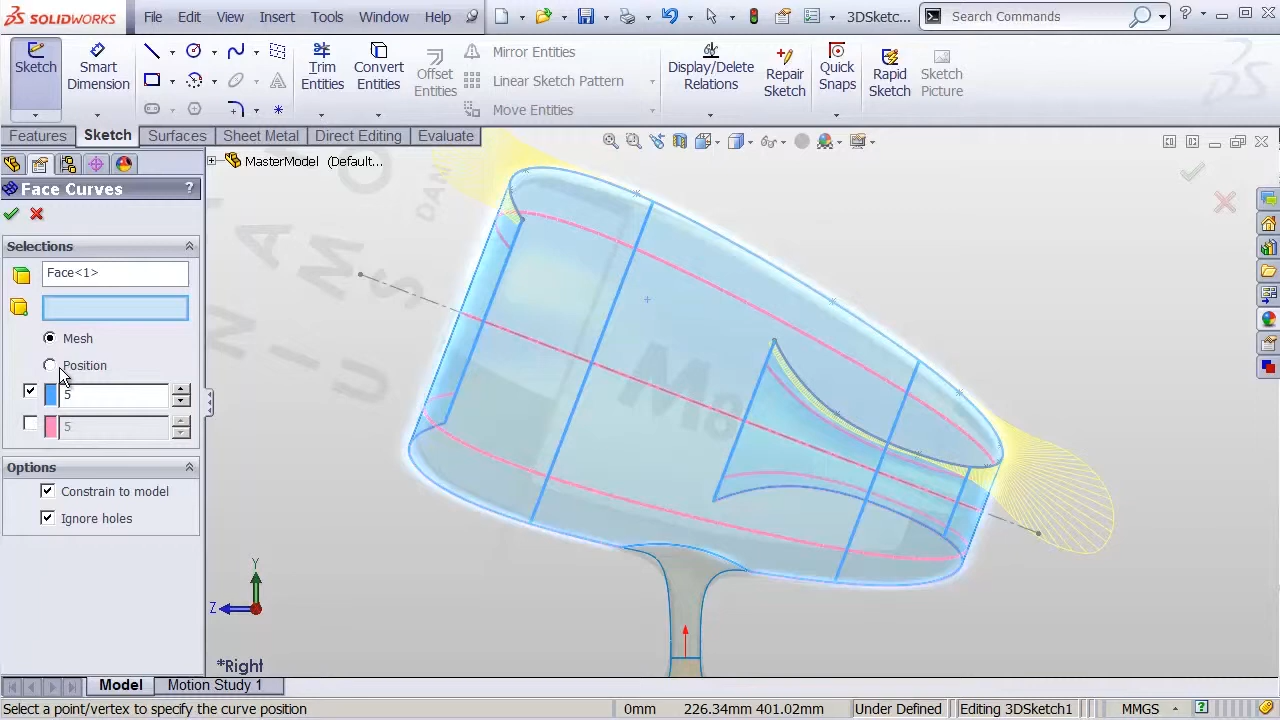 SOLIDWORKS File Edit View Insert Tools Window Help 3DSketc... Search Commands
Sketch Smart Dimension Trim Entities Convert Entities Offset Entities Mirror Entities Linear Sketch Pattern Move Entities Display/Delete Relations Repair Sketch Quick Snaps Rapid Sketch Sketch Picture
Features Sketch Surfaces Sheet Metal Direct Editing Evaluate
MasterModel (Default...
Face Curves ?
Selections
Face<1>
Mesh
Position
5
5
Options
Constrain to model
Ignore holes
DAN
Y
Z
*Right
Model Motion Study 1
Select a point/vertex to specify the curve position 0mm 226.34mm 401.02mm Under Defined Editing 3DSketch1 MMGS